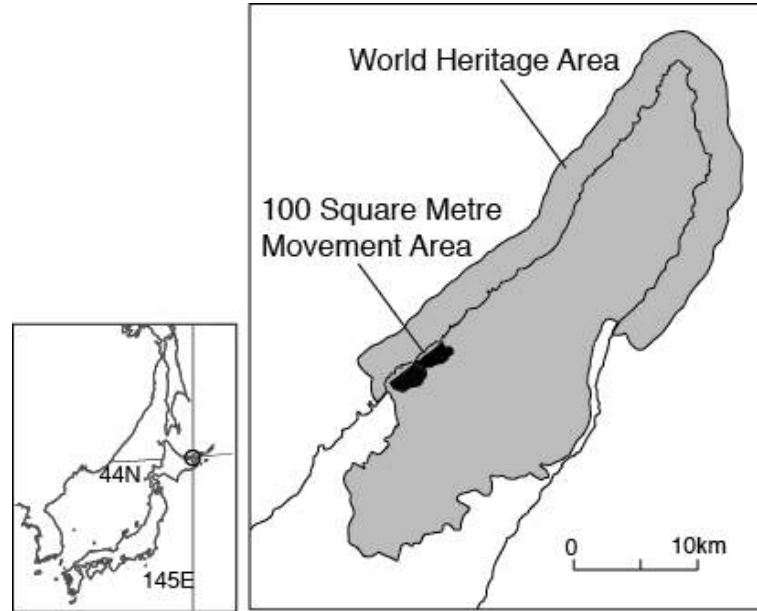 World Heritage Area
100 Square Metre
Movement Area
44N
145E
0 10km